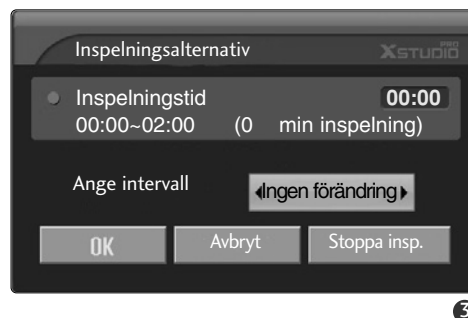 Inspelningsalternativ XSTUDIO PRO
Inspelningstid 00:00
00:00~02:00 (0 min inspelning)
Ange intervall Ingen förändring
OK Avbryt Stoppa insp.
3